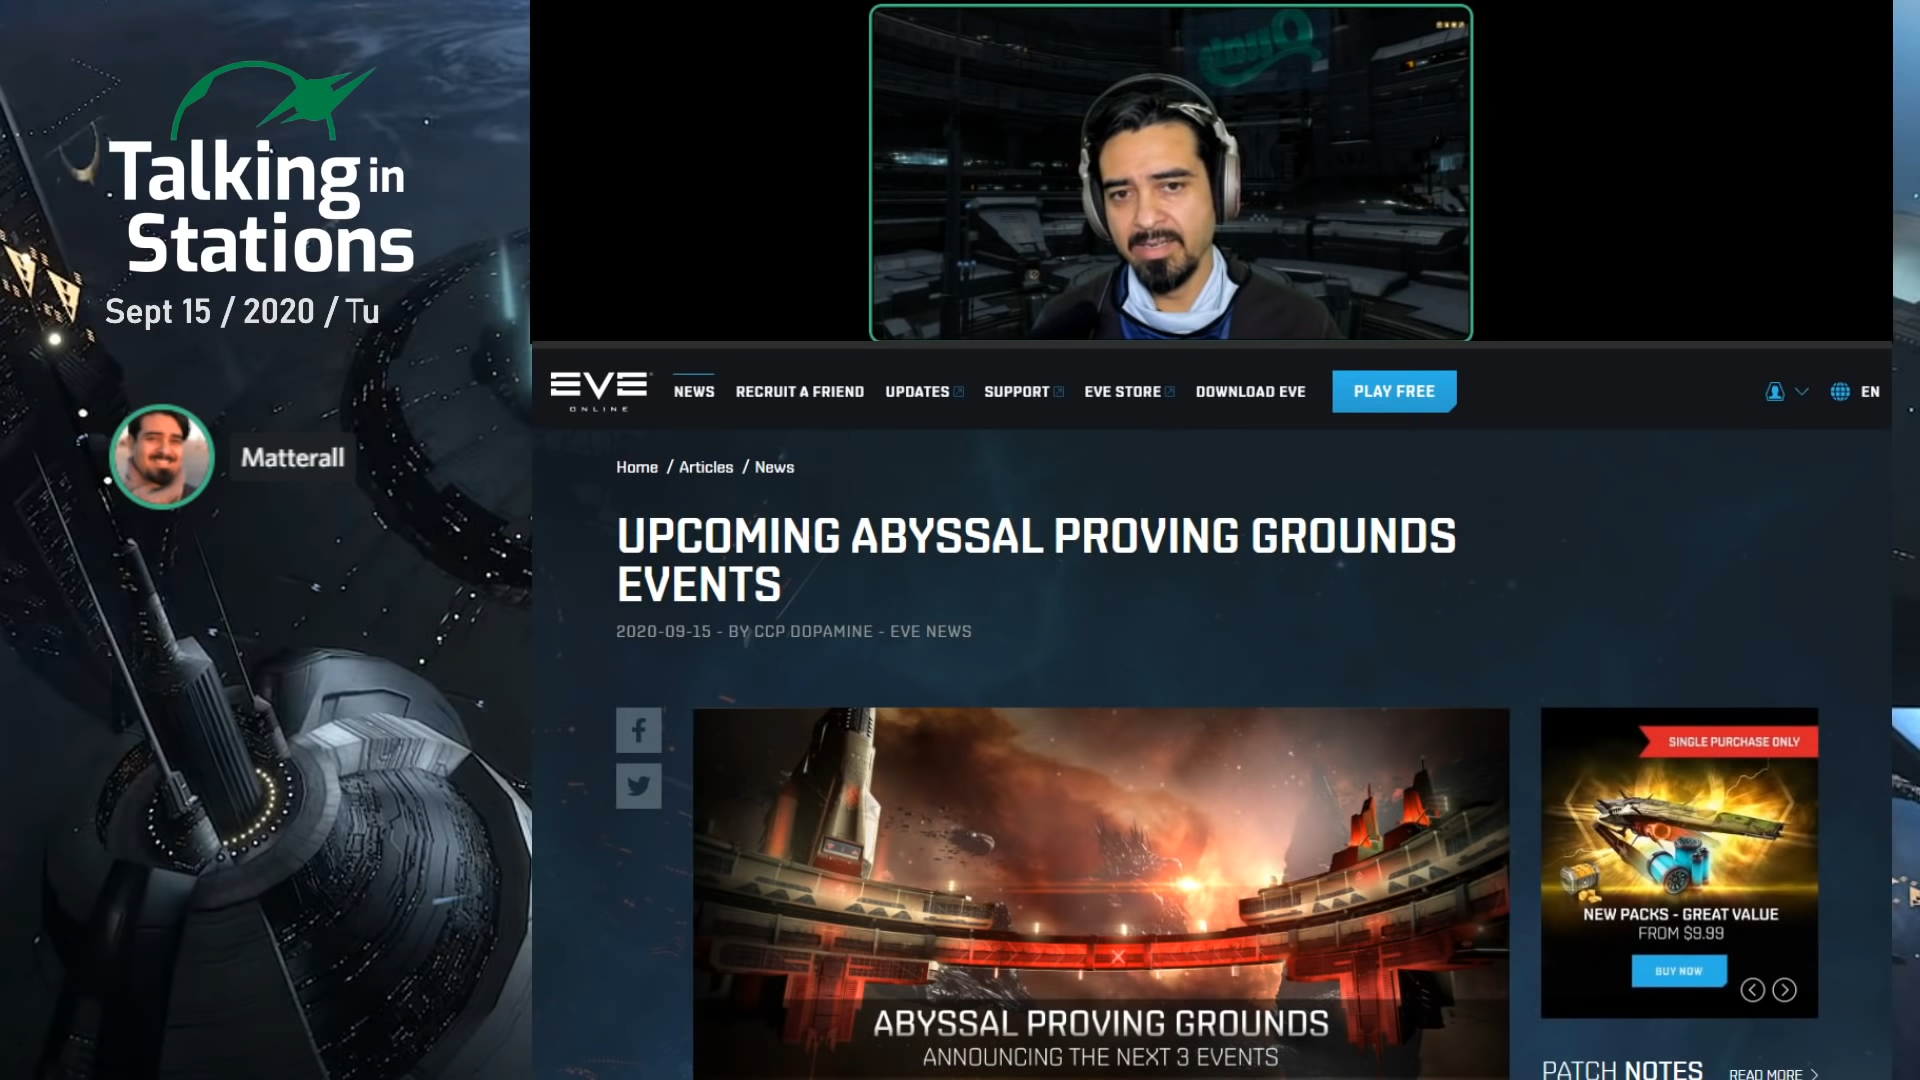 Talking in
Stations
Sept 15 / 2020 / Tu
Matterall
EVE
ONLINE
NEWS
RECRUIT A FRIEND
UPDATES
SUPPORT
EVE STORE
DOWNLOAD EVE
PLAY FREE
EN
Home / Articles / News
UPCOMING ABYSSAL PROVING GROUNDS
EVENTS
2020-09-15 - BY CCP DOPAMINE - EVE NEWS
ABYSSAL PROVING GROUNDS
ANNOUNCING THE NEXT 3 EVENTS
SINGLE PURCHASE ONLY
NEW PACKS - GREAT VALUE
FROM $9.99
BUY NOW
PATCH NOTES
READ MORE